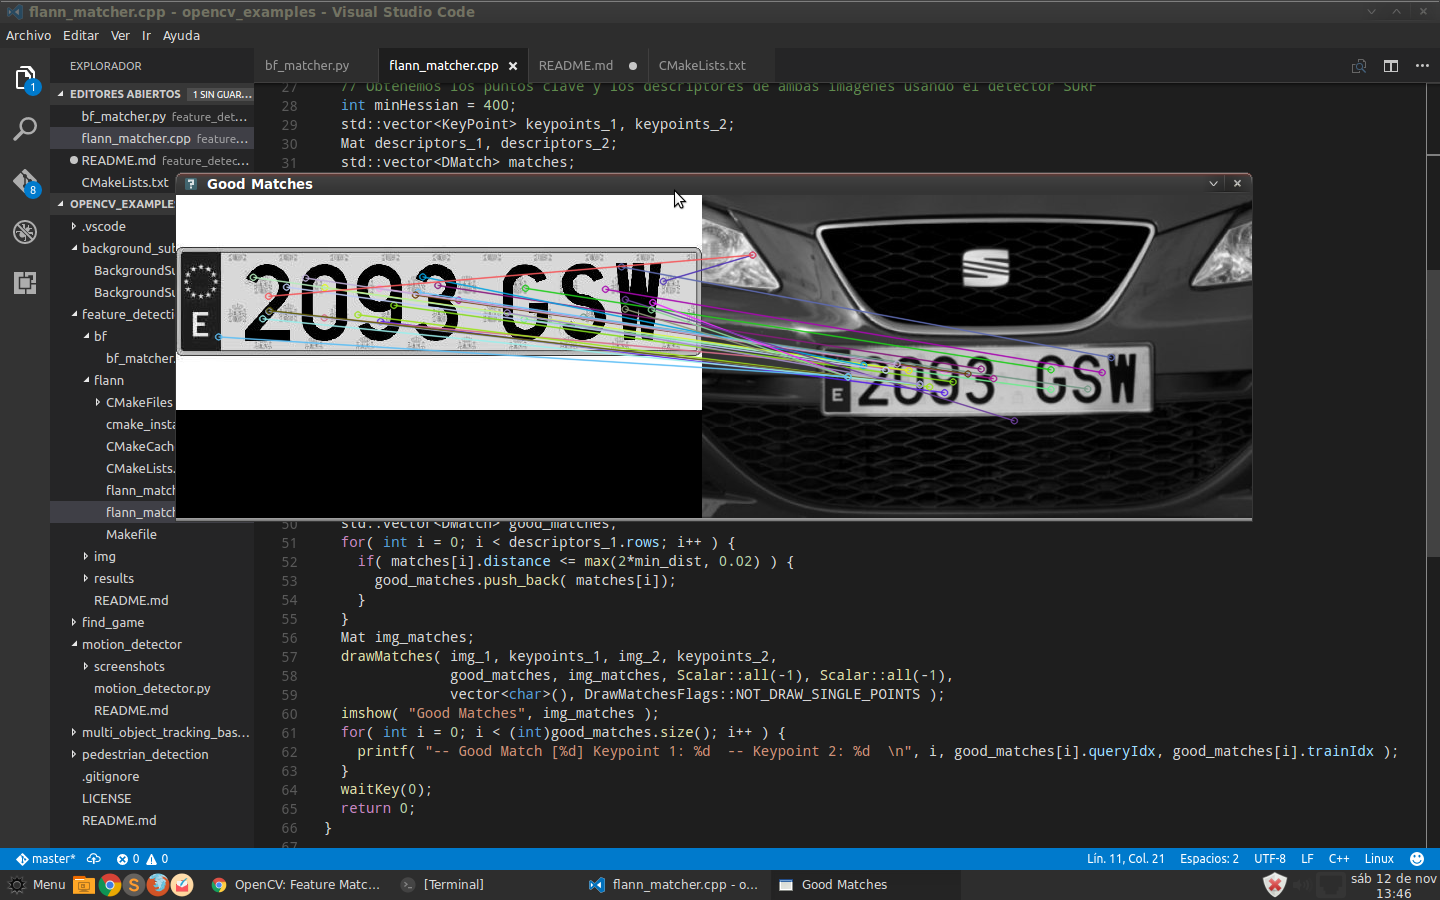 flann_matcher.cpp - opencv_examples - Visual Studio Code
Archivo Editar Ver Ir Ayuda
EXPLORADOR
bf_matcher.py flann_matcher.cpp README.md CMakeLists.txt
EDITORES ABIERTOS 1 SIN GUAR...
bf_matcher.py feature_det...
flann_matcher.cpp feature...
README.md feature_detec...
CMakeLists.txt
OPENCV_EXAMPLE
.vscode
background_sub
BackgroundSu
BackgroundSu
feature_detecti
bf
bf_matcher.
flann
CMakeFiles
cmake_insta
CMakeCach
CMakeLists.
flann_match
flann_match
Makefile
img
results
README.md
find_game
motion_detector
screenshots
motion_detector.py
README.md
multi_object_tracking_bas...
pedestrian_detection
.gitignore
LICENSE
README.md
1
8
27 // Obtenemos los puntos clave y los descriptores de ambas imagenes usando el detector SURF
28 int minHessian = 400;
29 std::vector<KeyPoint> keypoints_1, keypoints_2;
30 Mat descriptors_1, descriptors_2;
31 std::vector<DMatch> matches;
Good Matches
E 2093 GSW
E 2093 GSW
50 std::vector<DMatch> good_matches;
51 for( int i = 0; i < descriptors_1.rows; i++ ) {
52 if( matches[i].distance <= max(2*min_dist, 0.02) ) {
53 good_matches.push_back( matches[i]);
54 }
55 }
56 Mat img_matches;
57 drawMatches( img_1, keypoints_1, img_2, keypoints_2,
58 good_matches, img_matches, Scalar::all(-1), Scalar::all(-1),
59 vector<char>(), DrawMatchesFlags::NOT_DRAW_SINGLE_POINTS );
60 imshow( "Good Matches", img_matches );
61 for( int i = 0; i < (int)good_matches.size(); i++ ) {
62 printf( "-- Good Match [%d] Keypoint 1: %d  -- Keypoint 2: %d  \n", i, good_matches[i].queryIdx, good_matches[i].trainIdx );
63 }
64 waitKey(0);
65 return 0;
66 }
67
master* 0 0 Lín. 11, Col. 21 Espacios: 2 UTF-8 LF C++ Linux
Menu OpenCV: Feature Matc... [Terminal] flann_matcher.cpp - o... Good Matches
sáb 12 de nov
13:46